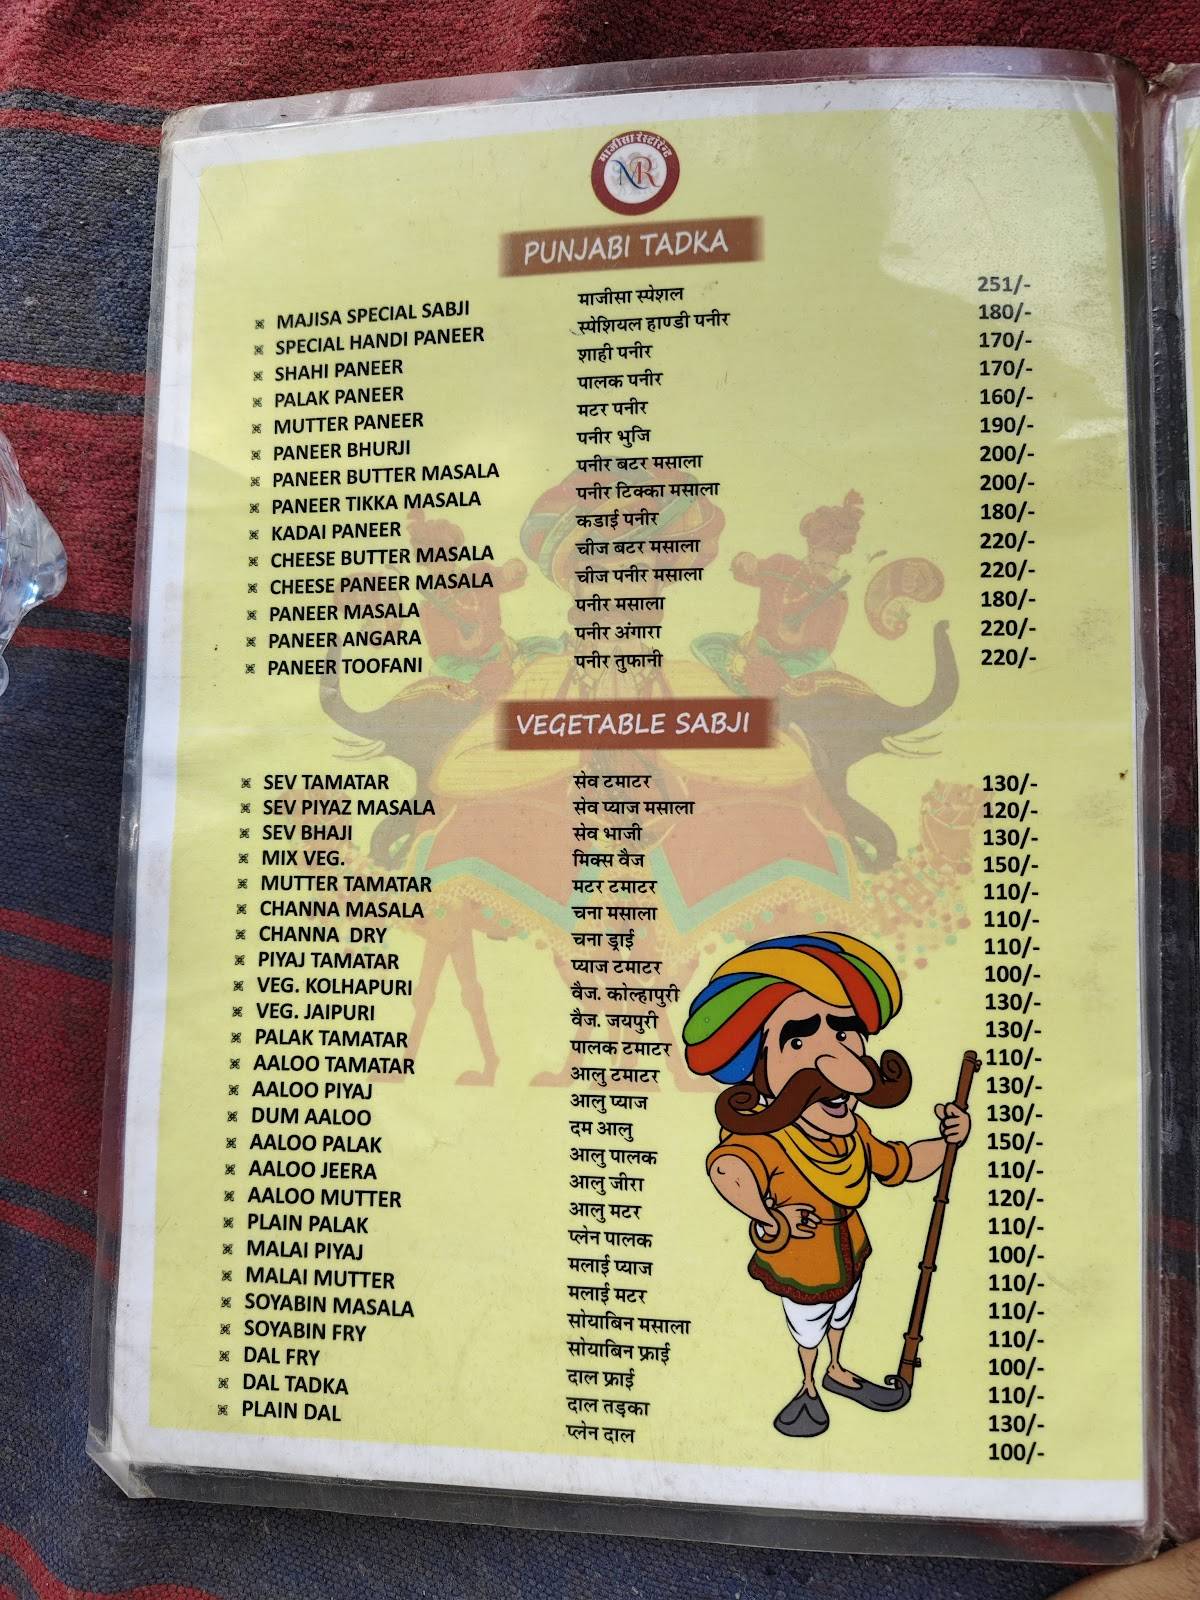 माजीसा रेस्टोरेन्ट
MR
PUNJABI TADKA
MAJISA SPECIAL SABJI माजीसा स्पेशल 251/-
SPECIAL HANDI PANEER स्पेशियल हाण्डी पनीर 180/-
SHAHI PANEER शाही पनीर 170/-
PALAK PANEER पालक पनीर 170/-
MUTTER PANEER मटर पनीर 160/-
PANEER BHURJI पनीर भुजि 190/-
PANEER BUTTER MASALA पनीर बटर मसाला 200/-
PANEER TIKKA MASALA पनीर टिक्का मसाला 200/-
KADAI PANEER कडाई पनीर 180/-
CHEESE BUTTER MASALA चीज बटर मसाला 220/-
CHEESE PANEER MASALA चीज पनीर मसाला 220/-
PANEER MASALA पनीर मसाला 180/-
PANEER ANGARA पनीर अंगारा 220/-
PANEER TOOFANI पनीर तुफानी 220/-
VEGETABLE SABJI
SEV TAMATAR सेव टमाटर 130/-
SEV PIYAZ MASALA सेव प्याज मसाला 120/-
SEV BHAJI सेव भाजी 130/-
MIX VEG. मिक्स वैज 150/-
MUTTER TAMATAR मटर टमाटर 110/-
CHANNA MASALA चना मसाला 110/-
CHANNA DRY चना ड्राई 110/-
PIYAJ TAMATAR प्याज टमाटर 100/-
VEG. KOLHAPURI वैज. कोल्हापुरी 130/-
VEG. JAIPURI वैज. जयपुरी 130/-
PALAK TAMATAR पालक टमाटर 110/-
AALOO TAMATAR आलु टमाटर 130/-
AALOO PIYAJ आलु प्याज 130/-
DUM AALOO दम आलु 150/-
AALOO PALAK आलु पालक 110/-
AALOO JEERA आलु जीरा 120/-
AALOO MUTTER आलु मटर 110/-
PLAIN PALAK प्लेन पालक 100/-
MALAI PIYAJ मलाई प्याज 110/-
MALAI MUTTER मलाई मटर 110/-
SOYABIN MASALA सोयाबिन मसाला 110/-
SOYABIN FRY सोयाबिन फ्राई 100/-
DAL FRY दाल फ्राई 110/-
DAL TADKA दाल तड़का 130/-
PLAIN DAL प्लेन दाल 100/-